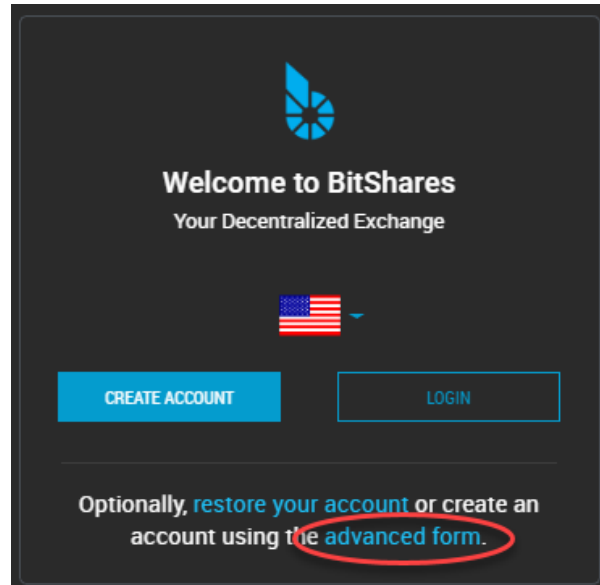 Welcome to BitShares
Your Decentralized Exchange
CREATE ACCOUNT
LOGIN
Optionally, restore your account or create an
account using the advanced form.